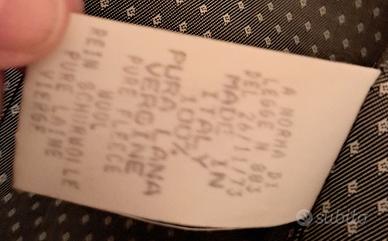 A NORMA DI
LEGGE N 883
DEL 26/11/73
MADE IN
ITALY
100%
PURA LANA
VERGINE
PURE FLEECE
WOOL
REIN SCHURWOLLE
PURE LAINE
VIERGE
subito